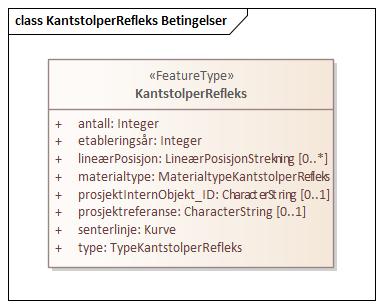 class KantstolperRefleks Betingelser
«FeatureType»
KantstolperRefleks
+ antall: Integer
+ etableringsår: Integer
+ lineærPosisjon: LineærPosisjonStrekning [0..*]
+ materialtype: MaterialtypeKantstolperRefleks
+ prosjektInternObjekt_ID: CharacterString [0..1]
+ prosjektreferanse: CharacterString [0..1]
+ senterlinje: Kurve
+ type: TypeKantstolperRefleks